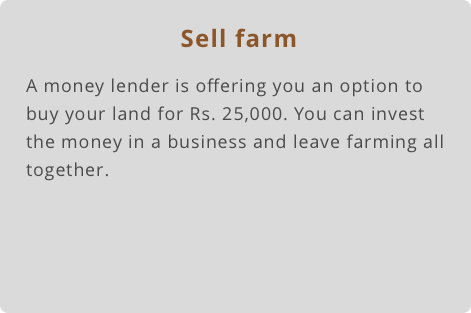 Sell farm
A money lender is offering you an option to
buy your land for Rs. 25,000. You can invest
the money in a business and leave farming all
together.